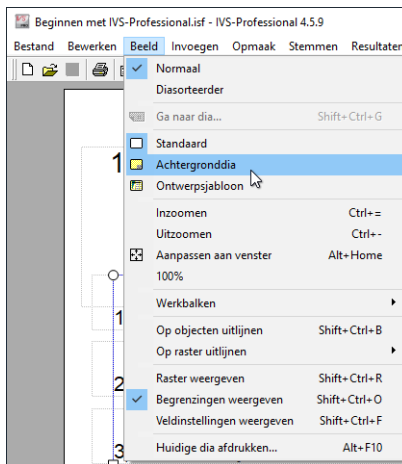 Beginnen met IVS-Professional.isf - IVS-Professional 4.5.9
Bestand Bewerken Beeld Invoegen Opmaak Stemmen Resultaten
Normaal
Diasorteerder
Ga naar dia... Shift+Ctrl+G
Standaard
1
Achtergronddia
Ontwerpsjabloon
Inzoomen Ctrl+=
Uitzoomen Ctrl+-
Aanpassen aan venster Alt+Home
100%
Werkbalken
1
Op objecten uitlijnen Shift+Ctrl+B
Op raster uitlijnen
Raster weergeven Shift+Ctrl+R
2
Begrenzingen weergeven Shift+Ctrl+O
Veldinstellingen weergeven Shift+Ctrl+F
Huidige dia afdrukken... Alt+F10
3